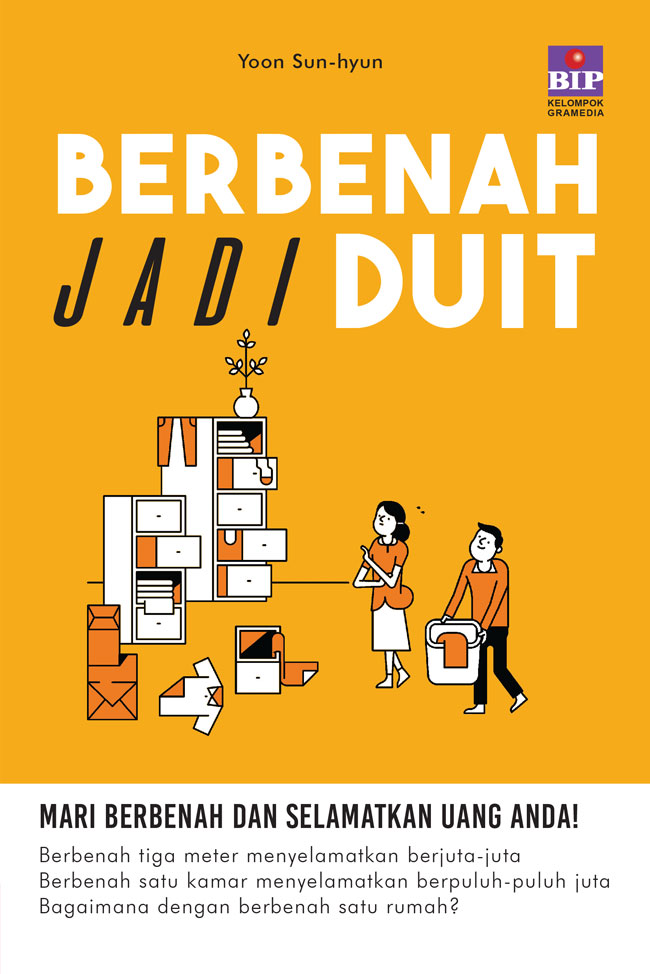 Yoon Sun-hyun
BIP
KELOMPOK
GRAMEDIA
BERBENAH
JADI DUIT
MARI BERBENAH DAN SELAMATKAN UANG ANDA!
Berbenah tiga meter menyelamatkan berjuta-juta
Berbenah satu kamar menyelamatkan berpuluh-puluh juta
Bagaimana dengan berbenah satu rumah?